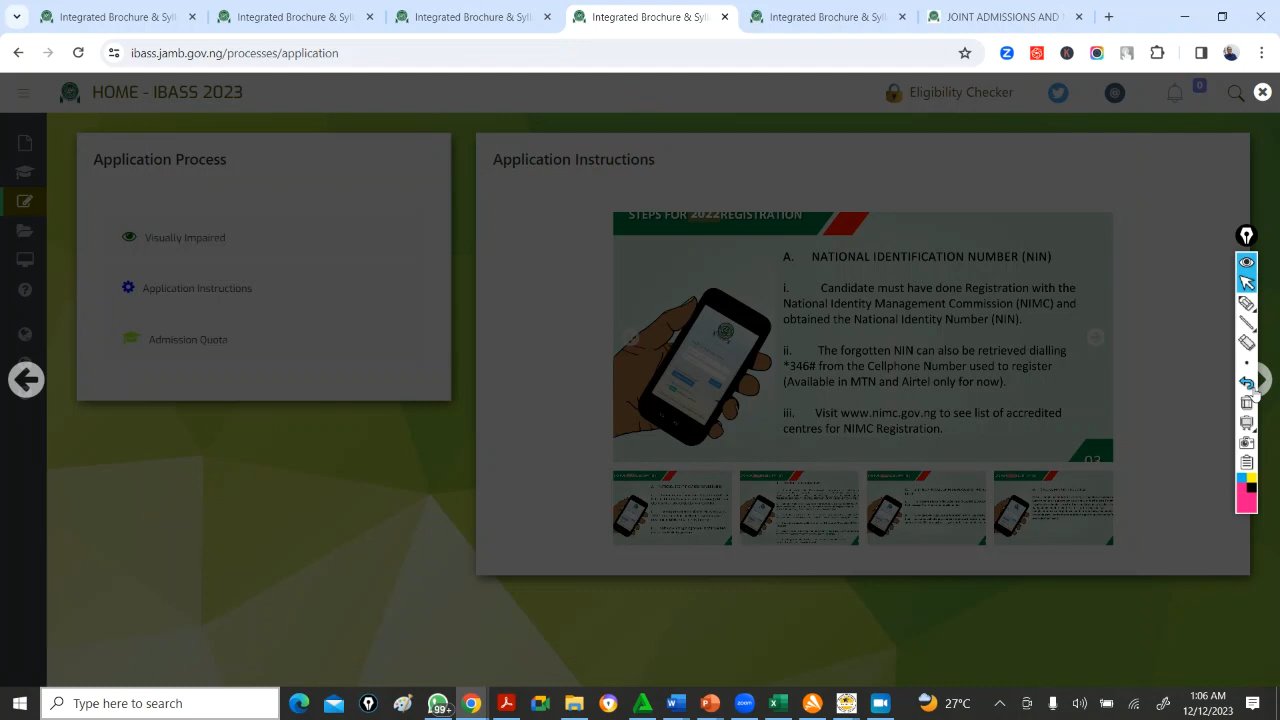 Integrated Brochure & Syll
Integrated Brochure & Syll
Integrated Brochure & Syll
Integrated Brochure & Syll
Integrated Brochure & Syll
JOINT ADMISSIONS AND
ibass.jamb.gov.ng/processes/application
HOME - IBASS 2023
Eligibility Checker
0
Application Process
Visually Impaired
Application Instructions
Admission Quota
Application Instructions
STEPS FOR 2022 REGISTRATION
A. NATIONAL IDENTIFICATION NUMBER (NIN)
i. Candidate must have done Registration with the
National Identity Management Commission (NIMC) and
obtained the National Identity Number (NIN).
ii. The forgotten NIN can also be retrieved dialling
*346# from the Cellphone Number used to register
(Available in MTN and Airtel only for now).
iii. Visit www.nimc.gov.ng to see list of accredited
centres for NIMC Registration.
Type here to search
99+
zoom
27°C
1:06 AM
12/12/2023